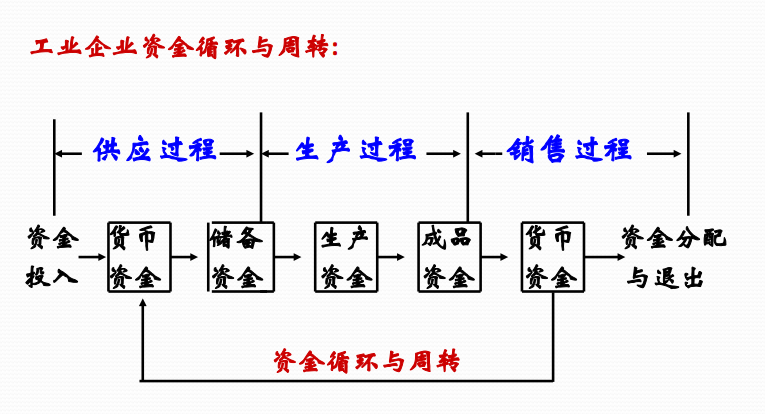 工业企业资金循环与周转:
供应过程 生产过程 销售过程
资金 货币 储备 生产 成品 货币 资金分配
投入 资金 资金 资金 资金 资金 与退出
资金循环与周转